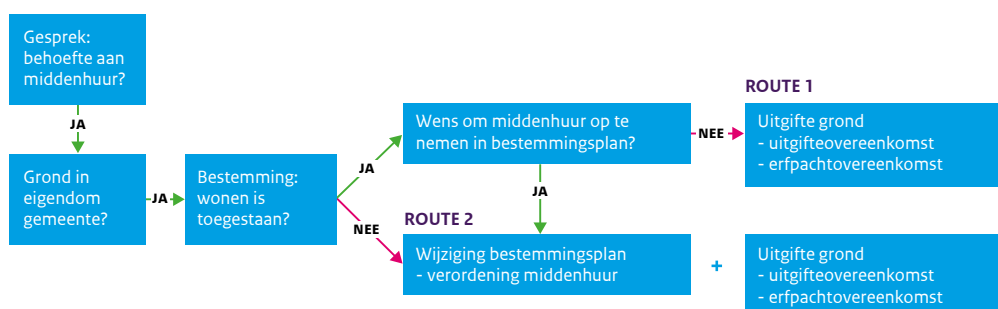 Gesprek:
behoefte aan
middenhuur?
JA
Grond in
eigendom
gemeente?
JA
Bestemming:
wonen is
toegestaan?
JA
NEE
Wens om middenhuur op te
nemen in bestemmingsplan?
NEE
JA
ROUTE 1
Uitgifte grond
- uitgifteovereenkomst
- erfpachtovereenkomst
ROUTE 2
Wijziging bestemmingsplan
- verordening middenhuur
+
Uitgifte grond
- uitgifteovereenkomst
- erfpachtovereenkomst